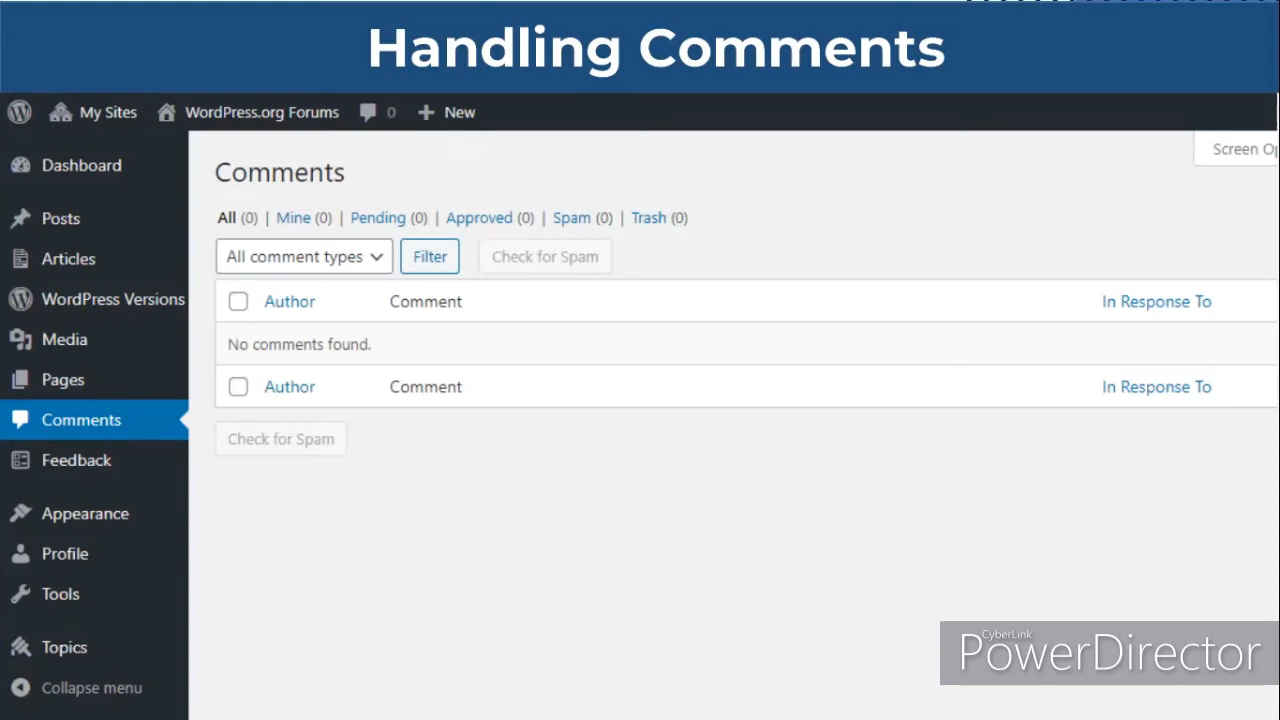 Handling Comments
My Sites WordPress.org Forums 0 New
Screen Op
Dashboard
Posts
Articles
WordPress Versions
Media
Pages
Comments
Feedback
Appearance
Profile
Tools
Topics
Collapse menu
Comments
All (0) | Mine (0) | Pending (0) | Approved (0) | Spam (0) | Trash (0)
All comment types Filter Check for Spam
Author Comment In Response To
No comments found.
Author Comment In Response To
Check for Spam
CyberLink
PowerDirector